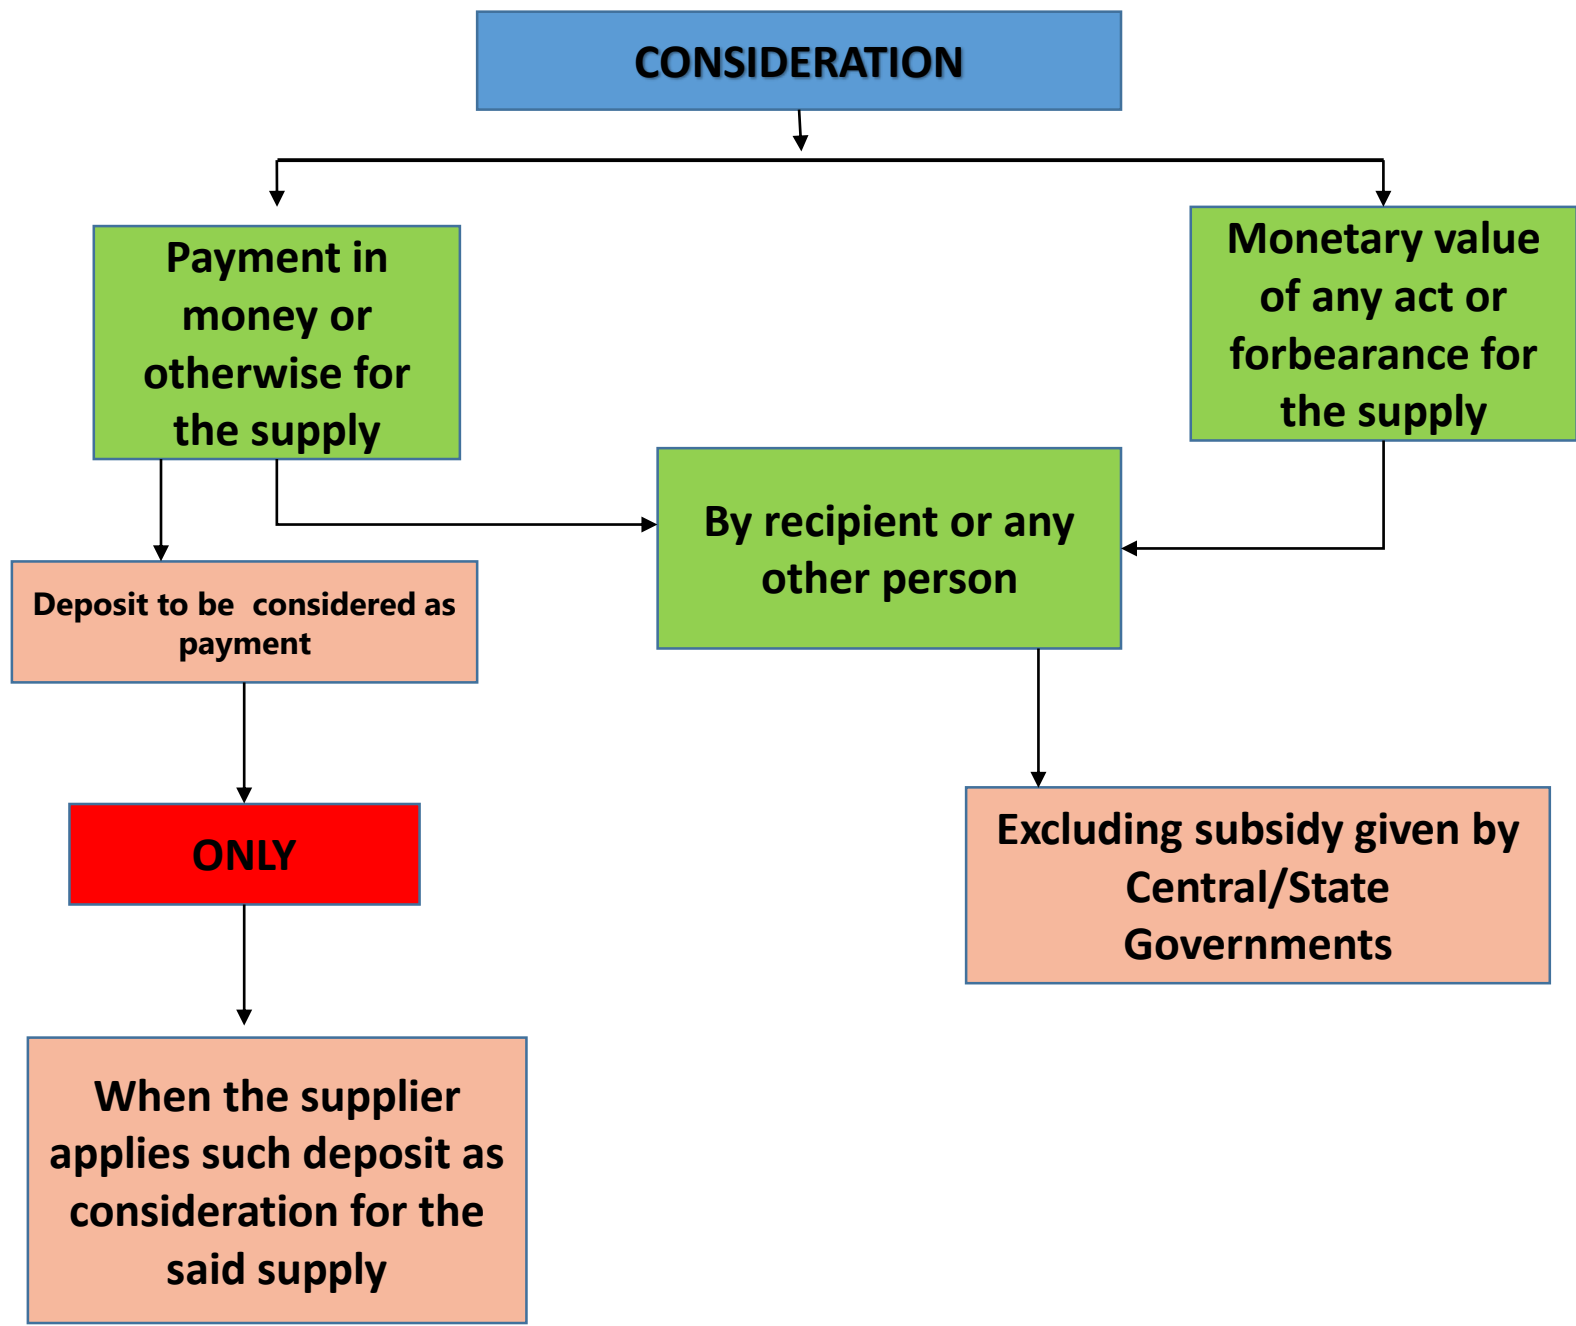 CONSIDERATION
Payment in
money or
otherwise for
the supply
Monetary value
of any act or
forbearance for
the supply
By recipient or any
other person
Deposit to be  considered as
payment
ONLY
Excluding subsidy given by
Central/State
Governments
When the supplier
applies such deposit as
consideration for the
said supply